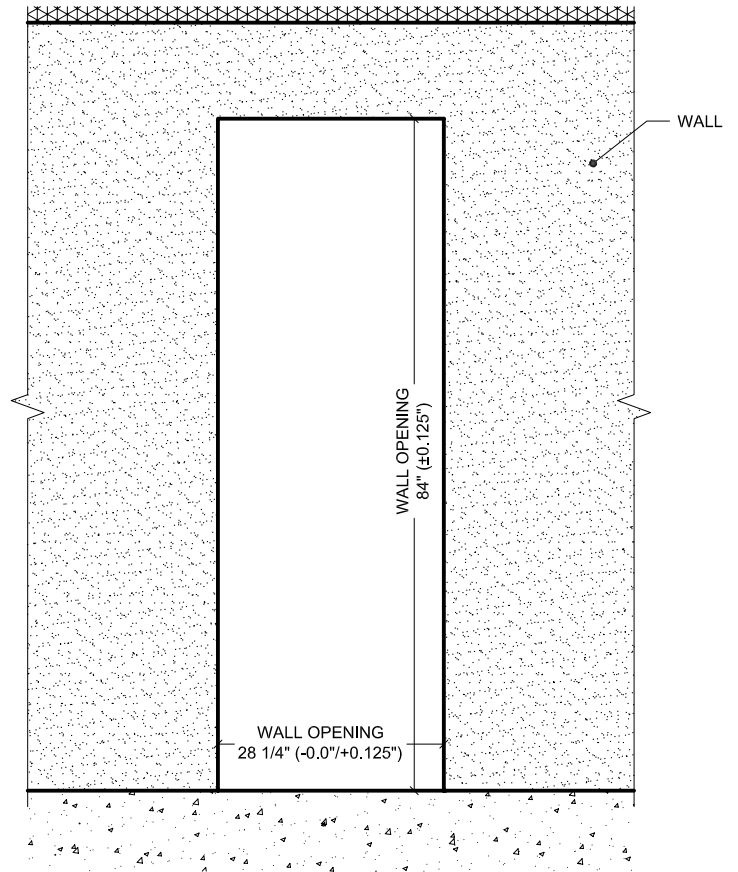 WALL
WALL OPENING
84" (±0.125")
WALL OPENING
28 1/4" (-0.0"/+0.125")